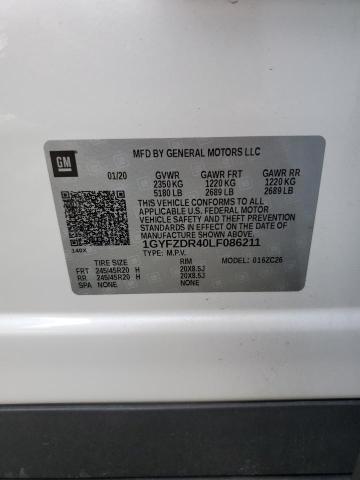 GM
MFD BY GENERAL MOTORS LLC
01/20 GVWR GAWR FRT GAWR RR
2350 KG 1220 KG 1220 KG
5180 LB 2689 LB 2689 LB
THIS VEHICLE CONFORMS TO ALL
APPLICABLE U.S. FEDERAL MOTOR
VEHICLE SAFETY, BUMPER, AND THEFT
PREVENTION STANDARDS IN EFFECT ON
THE DATE OF MANUFACTURE SHOWN ABOVE.
140X
1GYFZDR40LF086211
TYPE: M.P.V. MODEL: 0162C26
TIRE SIZE RIM
FRT 245/45R20 H 20X8.5J
RR 245/45R20 H 20X8.5J
SPA NONE NONE